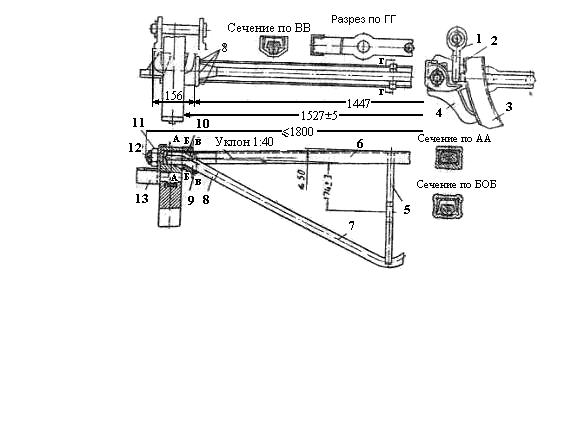 Сечение по ВВ
Разрез по ГГ
8
1
2
г
г
156
1447
3
4
1527±5
≤1800
11
10
А Б В
12
Уклон 1:40
6
Сечение по АА
А Б В
13
9
8
50
5
Сечение по БОБ
7